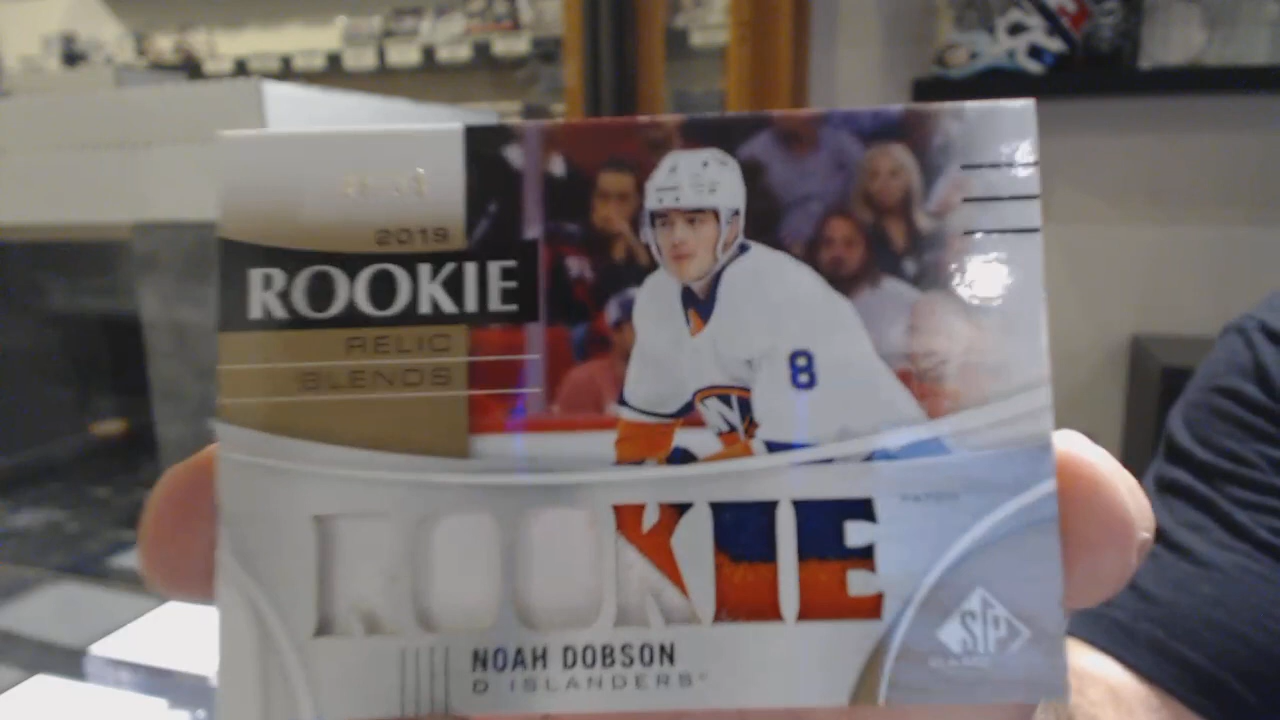 2019
ROOKIE
RELIC
BLENDS
8
ROOKIE
NOAH DOBSON
D ISLANDERS
SP